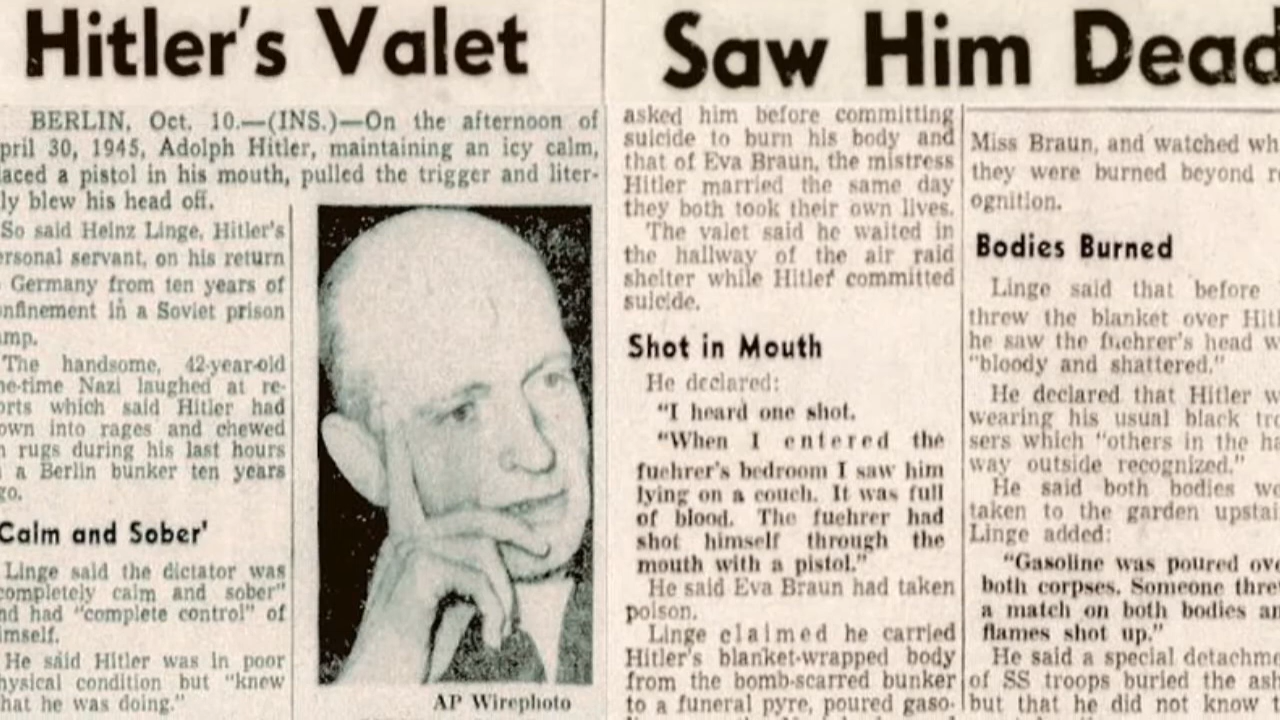 Hitler's Valet
Saw Him Dead
BERLIN, Oct. 10.—(INS.)—On the afternoon of
pril 30, 1945, Adolph Hitler, maintaining an icy calm,
laced a pistol in his mouth, pulled the trigger and liter-
ly blew his head off.
So said Heinz Linge, Hitler's
ersonal servant, on his return
Germany from ten years of
onfinement in a Soviet prison
amp.
The handsome, 42-year-old
ne-time Nazi laughed at re-
orts which said Hitler had
own into rages and chewed
n rugs during his last hours
a Berlin bunker ten years
go.
Calm and Sober'
Linge said the dictator was
completely calm and sober"
nd had "complete control" of
imself.
He said Hitler was in poor
hysical condition but "knew
hat he was doing."
AP Wirephoto
asked him before committing
suicide to burn his body and
that of Eva Braun, the mistress
Hitler married the same day
they both took their own lives.
The valet said he waited in
the hallway of the air raid
shelter while Hitler committed
suicide.
Shot in Mouth
He declared:
"I heard one shot.
"When I entered the
fuehrer's bedroom I saw him
lying on a couch. It was full
of blood. The fuehrer had
shot himself through the
mouth with a pistol."
He said Eva Braun had taken
poison.
Linge claimed he carried
Hitler's blanket-wrapped body
from the bomb-scarred bunker
to a funeral pyre, poured gaso-
Miss Braun, and watched wh
they were burned beyond re
ognition.
Bodies Burned
Linge said that before
threw the blanket over Hitl
he saw the fuehrer's head w
"bloody and shattered."
He declared that Hitler w
wearing his usual black tro
sers which "others in the ha
way outside recognized."
He said both bodies we
taken to the garden upstai
Linge added:
"Gasoline was poured ove
both corpses. Someone thre
a match on both bodies an
flames shot up."
He said a special detachme
of SS troops buried the ash
but that he did not know t